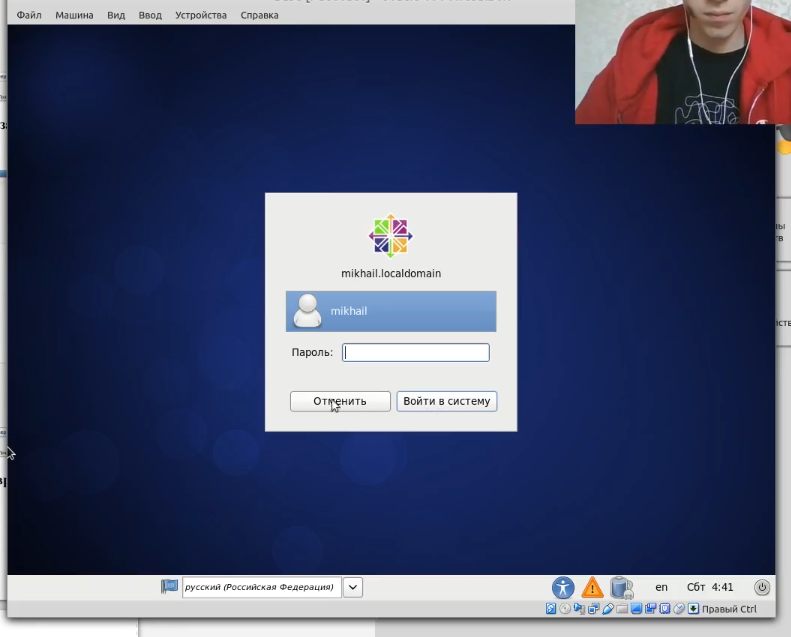 Файл Машина Вид Ввод Устройства Справка
mikhail.localdomain
mikhail
Пароль:
Отменить Войти в систему
русский (Российская Федерация) en Сбт 4:41
Правый Ctrl